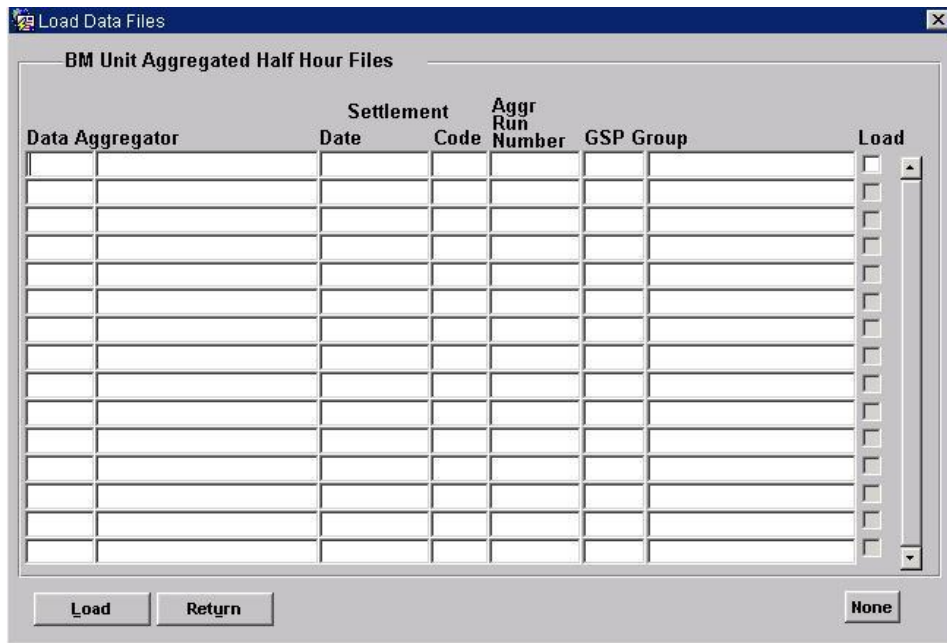 Load Data Files
BM Unit Aggregated Half Hour Files
Settlement
Aggr
Run
Data Aggregator Date Code Number GSP Group Load
Load Return None